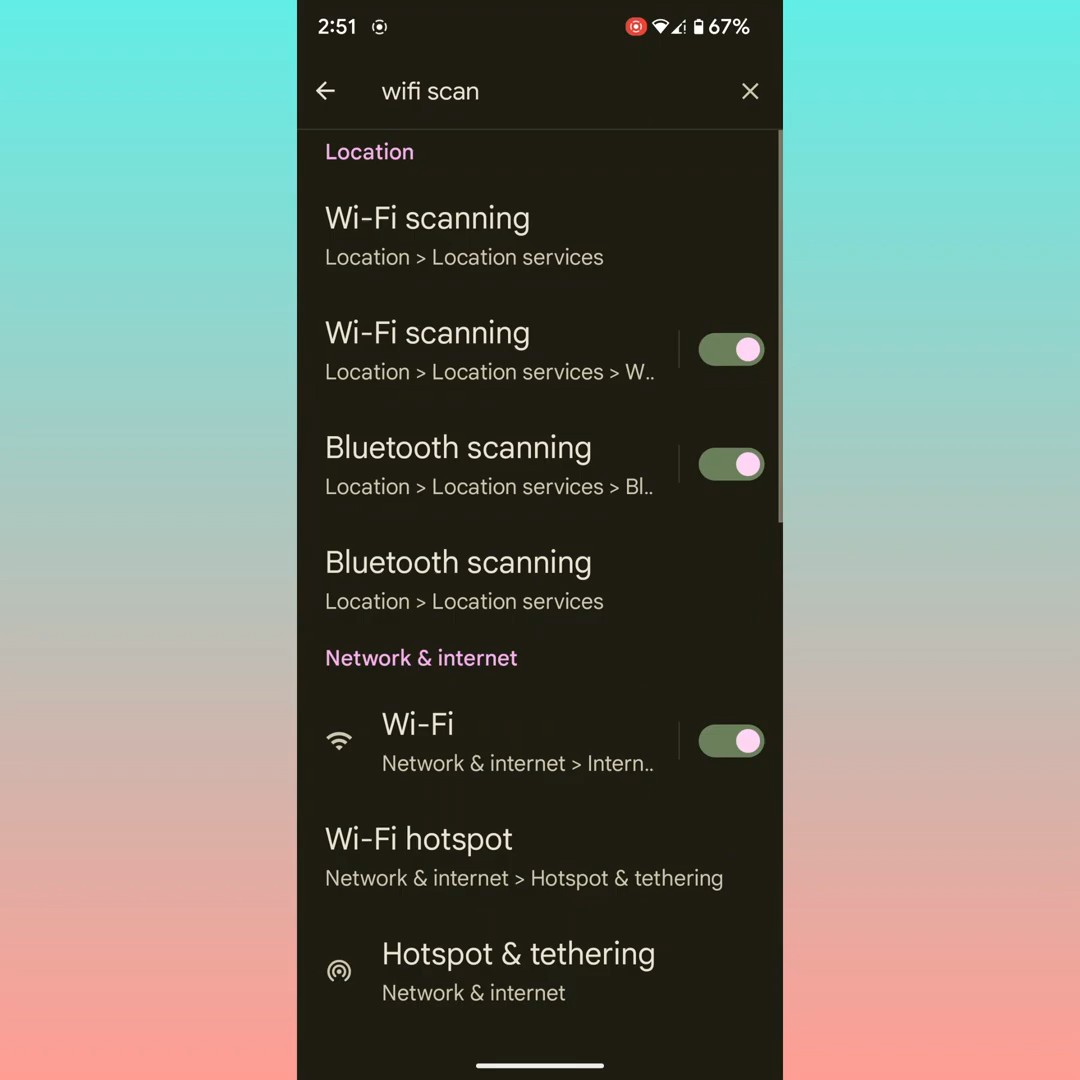 2:51 67%
wifi scan
Location
Wi-Fi scanning
Location > Location services
Wi-Fi scanning
Location > Location services > W..
Bluetooth scanning
Location > Location services > Bl..
Bluetooth scanning
Location > Location services
Network & internet
Wi-Fi
Network & internet > Intern..
Wi-Fi hotspot
Network & internet > Hotspot & tethering
Hotspot & tethering
Network & internet